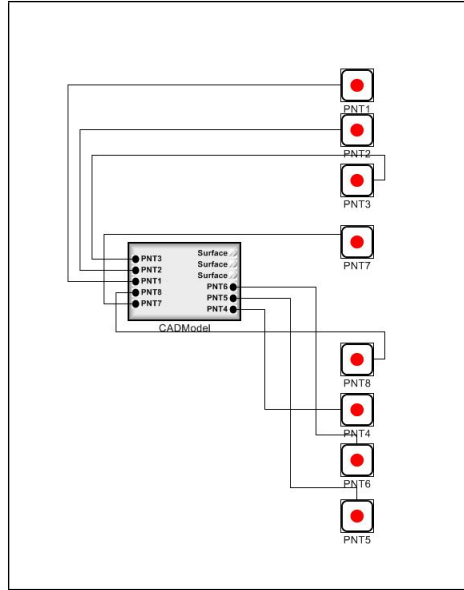 PNT1
PNT2
PNT3
PNT7
Surface
PNT3
Surface
PNT2
Surface
PNT1
PNT6
PNT8
PNT5
PNT7
PNT4
CADModel
PNT8
PNT4
PNT6
PNT5